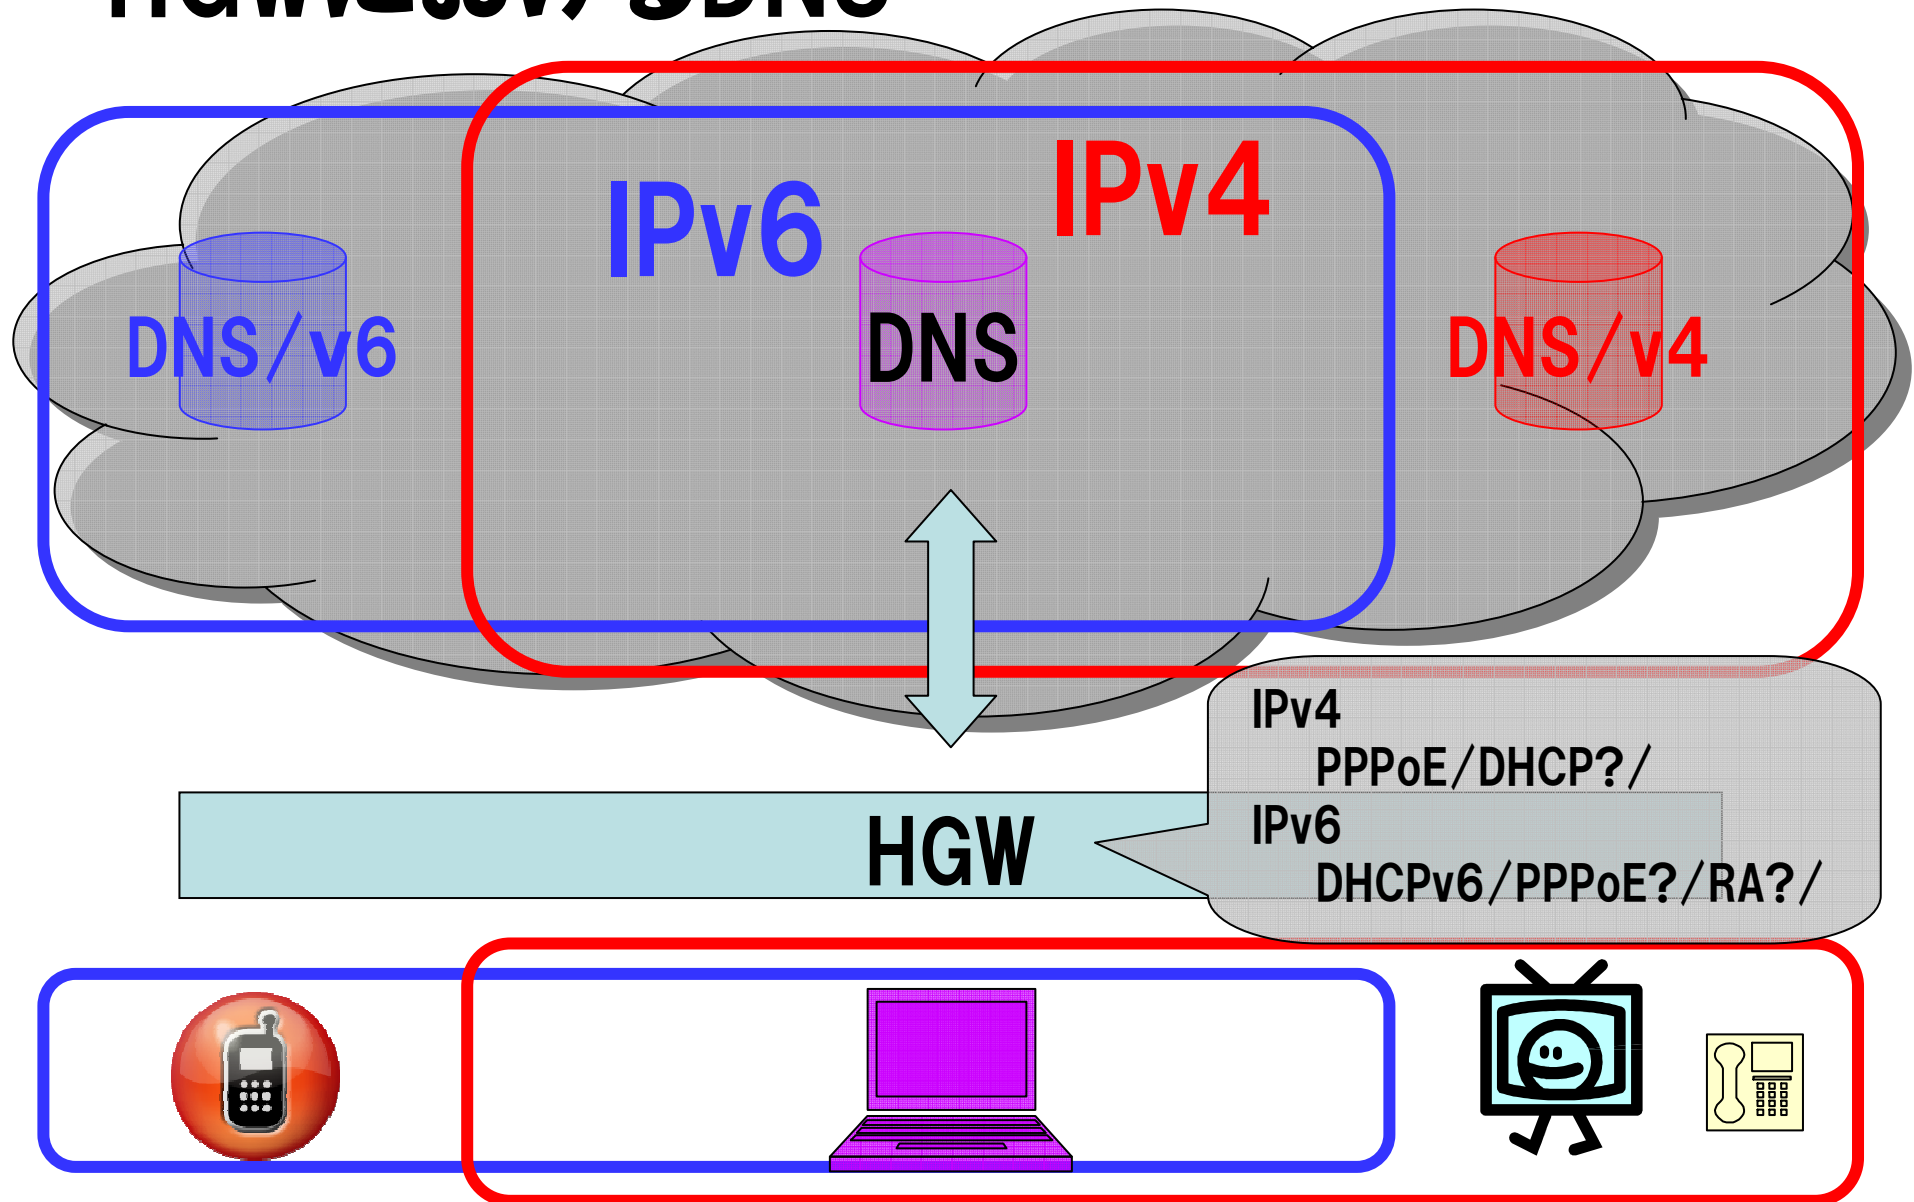 IPv4
IPv6
DNS/v6
DNS
DNS/v4
IPv4
PPPoE/DHCP?/
IPv6
DHCPv6/PPPoE?/RA?/
HGW